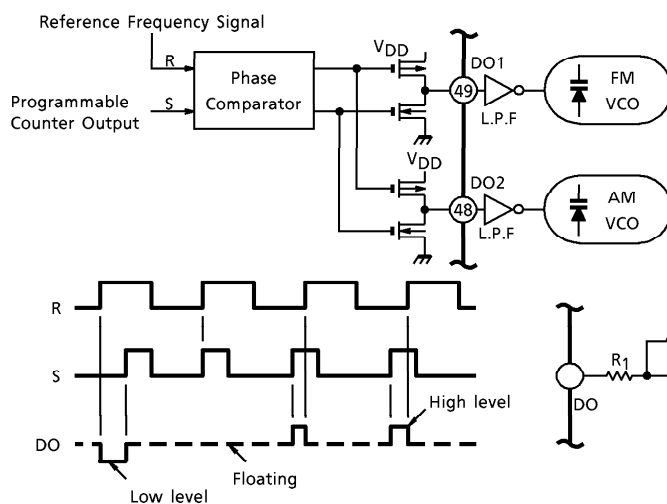 Reference Frequency Signal
R
Phase
Comparator
S
Programmable
Counter Output
VDD
DO1
49
L.P.F
FM
VCO
VDD
DO2
48
L.P.F
AM
VCO
R
S
DO
High level
Floating
Low level
R1
DO